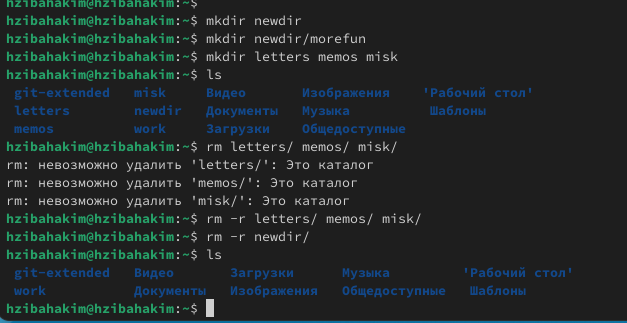 hzibahakim@hzibahakim:~$
hzibahakim@hzibahakim:~$ mkdir newdir
hzibahakim@hzibahakim:~$ mkdir newdir/morefun
hzibahakim@hzibahakim:~$ mkdir letters memos misk
hzibahakim@hzibahakim:~$ ls
git-extended misk Видео Изображения 'Рабочий стол'
letters newdir Документы Музыка Шаблоны
memos work Загрузки Общедоступные
hzibahakim@hzibahakim:~$ rm letters/ memos/ misk/
rm: невозможно удалить 'letters/': Это каталог
rm: невозможно удалить 'memos/': Это каталог
rm: невозможно удалить 'misk/': Это каталог
hzibahakim@hzibahakim:~$ rm -r letters/ memos/ misk/
hzibahakim@hzibahakim:~$ rm -r newdir/
hzibahakim@hzibahakim:~$ ls
git-extended Видео Загрузки Музыка 'Рабочий стол'
work Документы Изображения Общедоступные Шаблоны
hzibahakim@hzibahakim:~$